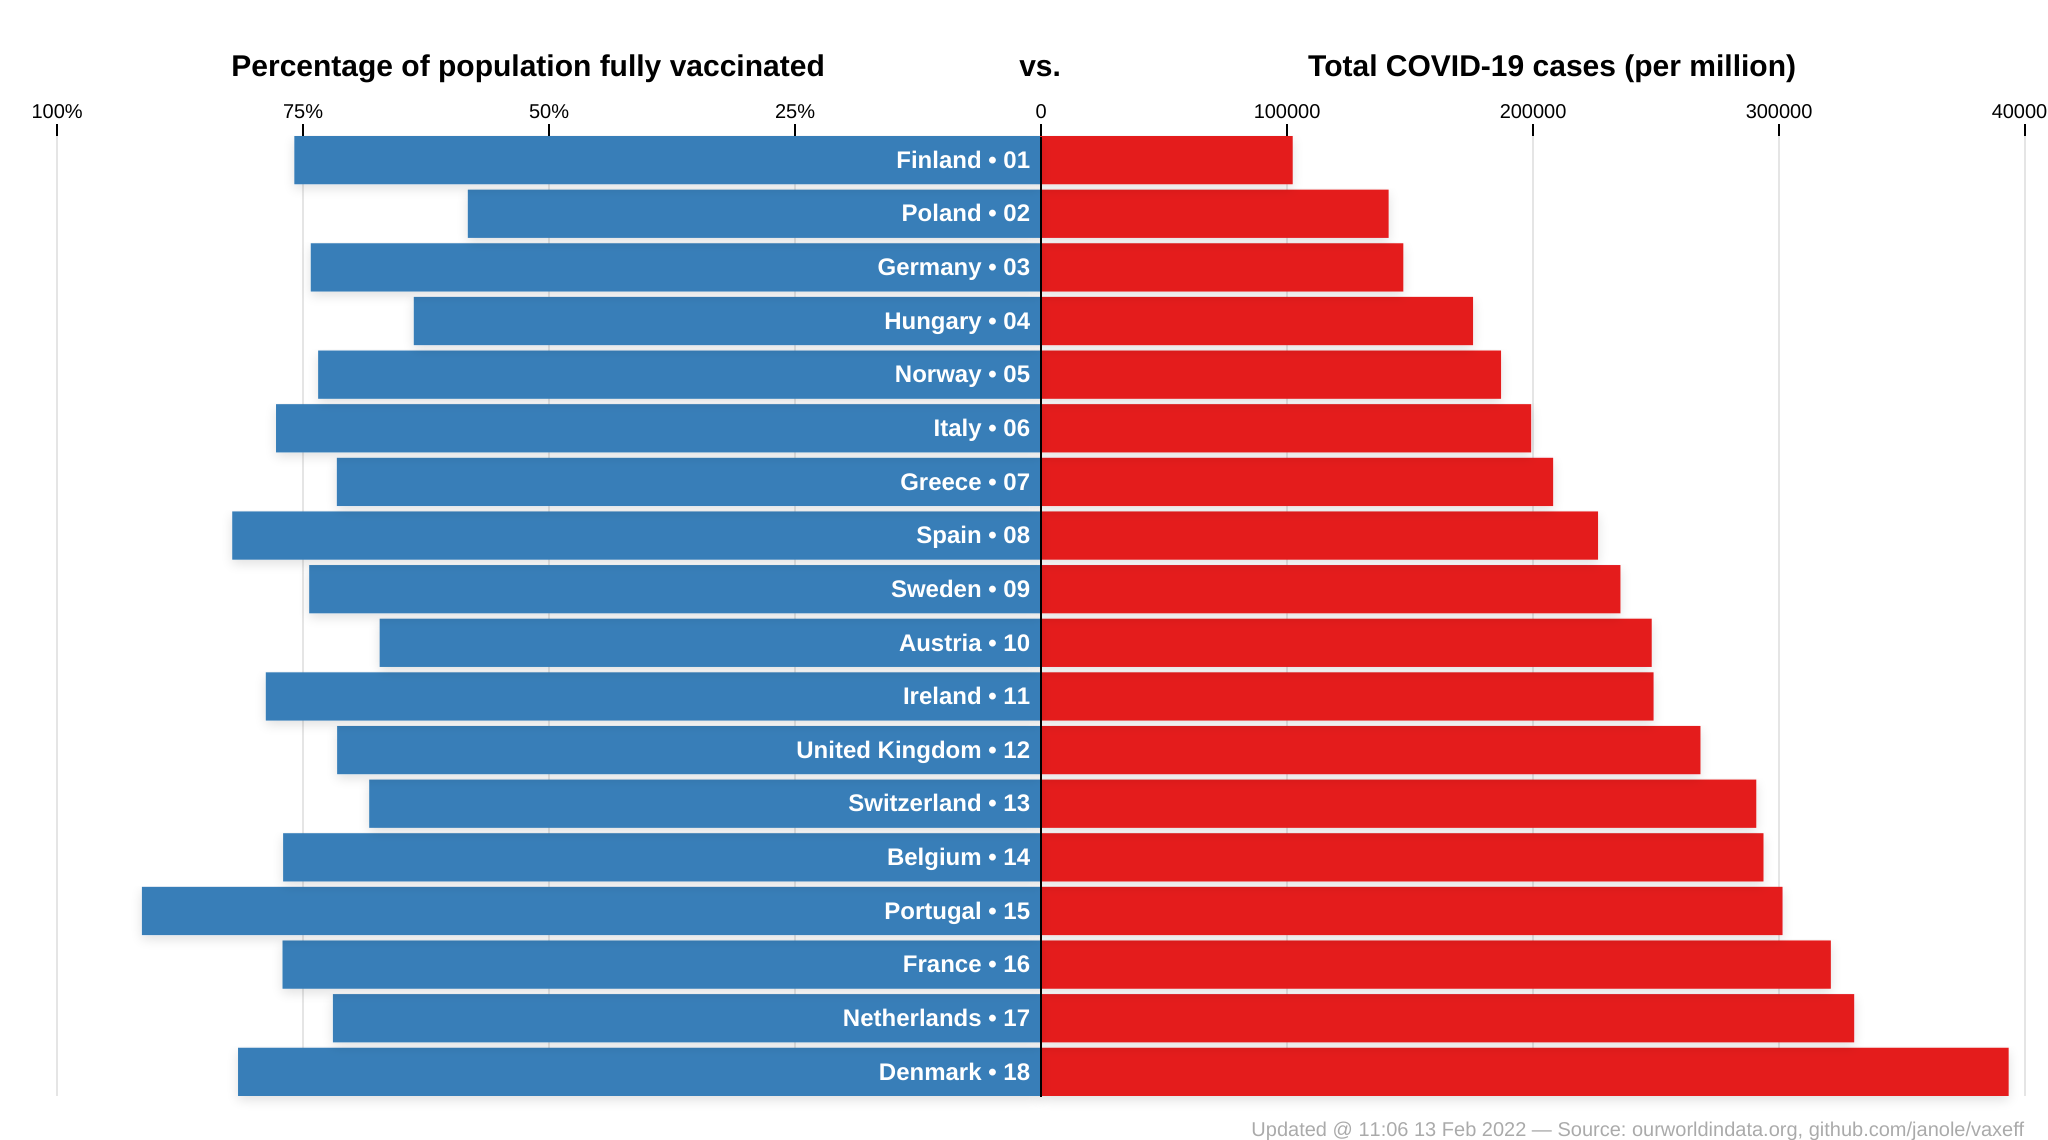 Percentage of population fully vaccinated vs. Total COVID-19 cases (per million)
100% 75% 50% 25% 0 100000 200000 300000 40000
Finland • 01
Poland • 02
Germany • 03
Hungary • 04
Norway • 05
Italy • 06
Greece • 07
Spain • 08
Sweden • 09
Austria • 10
Ireland • 11
United Kingdom • 12
Switzerland • 13
Belgium • 14
Portugal • 15
France • 16
Netherlands • 17
Denmark • 18
Updated @ 11:06 13 Feb 2022 — Source: ourworldindata.org, github.com/janole/vaxeff